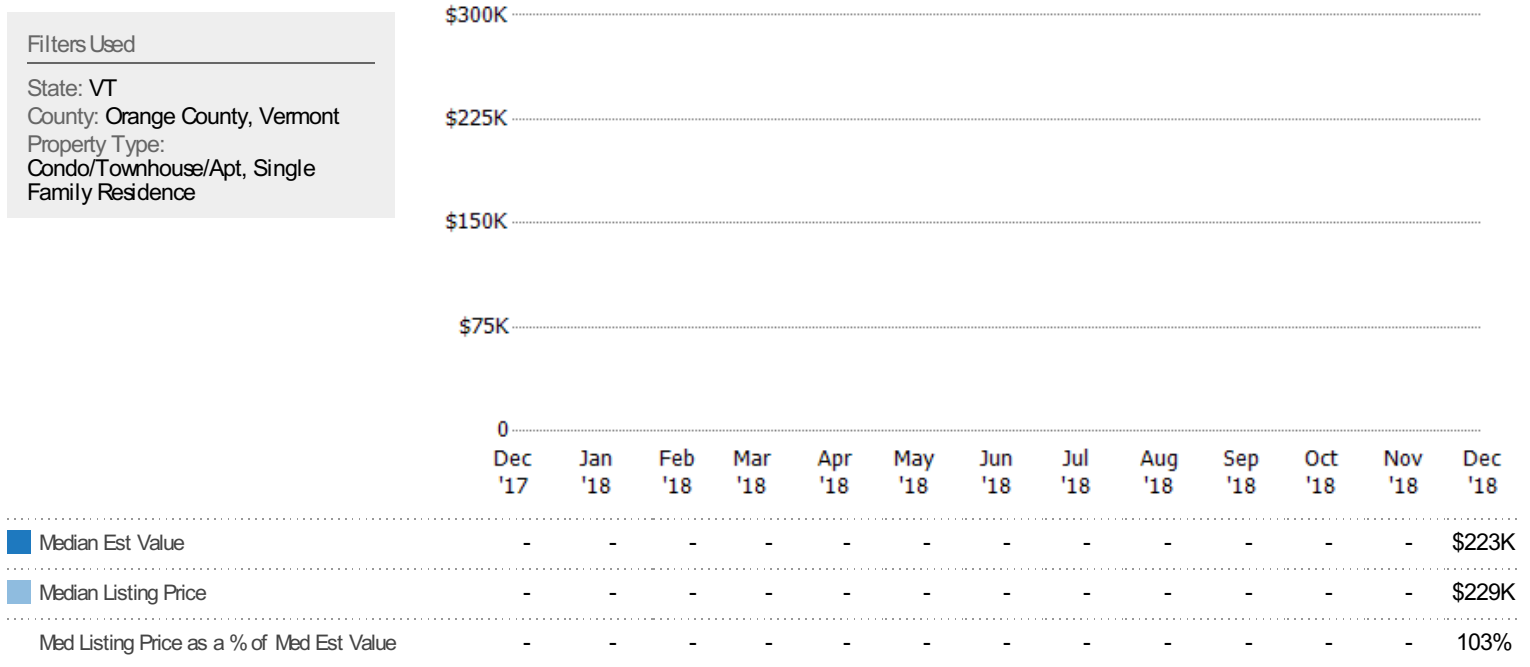 Filters Used
State: VT
County: Orange County, Vermont
Property Type:
Condo/Townhouse/Apt, Single
Family Residence
$300K
$225K
$150K
$75K
0
Dec Jan Feb Mar Apr May Jun Jul Aug Sep Oct Nov Dec
'17 '18 '18 '18 '18 '18 '18 '18 '18 '18 '18 '18 '18
Median Est Value - - - - - - - - - - - - $223K
Median Listing Price - - - - - - - - - - - - $229K
Med Listing Price as a % of Med Est Value - - - - - - - - - - - - 103%